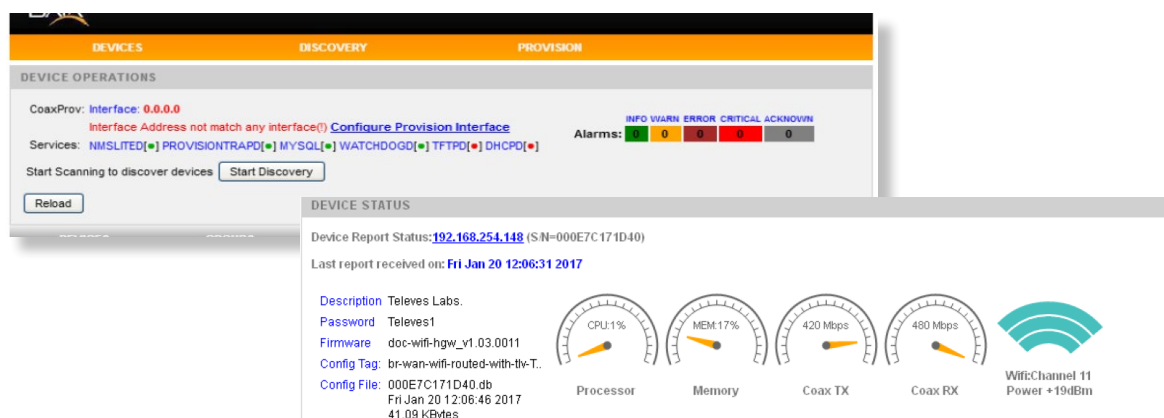 DEVICES DISCOVERY PROVISION
DEVICE OPERATIONS
CoaxProv: Interface: 0.0.0.0
Interface Address not match any interface(!) Configure Provision Interface
INFO WARN ERROR CRITICAL ACKNOWN
Alarms: 0 0 0 0 0
Services: NMSLITED[●] PROVISIONTRAPD[●] MYSQL[●] WATCHDOGD[●] TFTPD[●] DHCPD[●]
Start Scanning to discover devices Start Discovery
Reload
DEVICE STATUS
Device Report Status:192.168.254.148 (S/N=000E7C171D40)
Last report received on: Fri Jan 20 12:06:31 2017
Description Televes Labs.
Password Televes1
Firmware doc-wifi-hgw_v1.03.0011
Config Tag: br-wan-wifi-routed-with-tlv-T..
Config File: 000E7C171D40.db
Fri Jan 20 12:06:46 2017
41.09 KBytes
CPU:1%
Processor
MEM:17%
Memory
420 Mbps
Coax TX
480 Mbps
Coax RX
Wifi:Channel 11
Power +19dBm